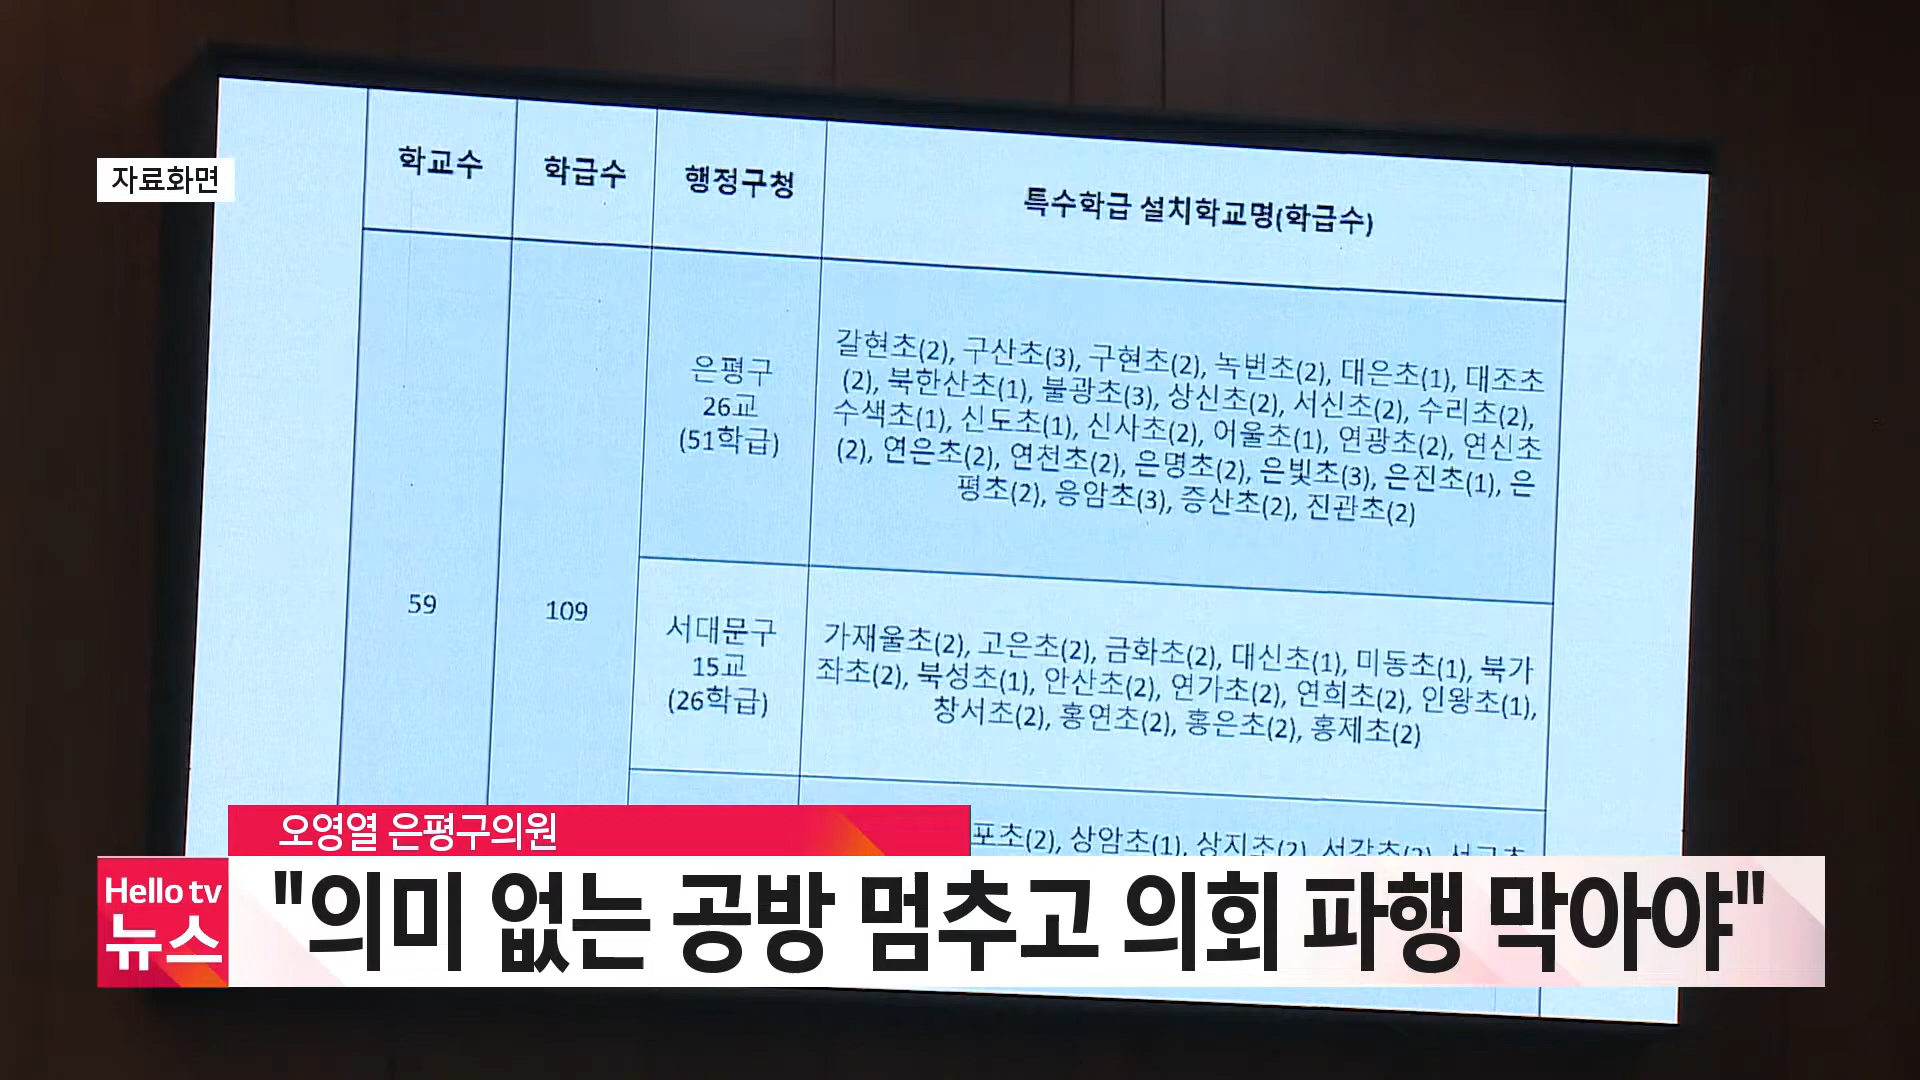 자료화면
학교수 학급수 행정구청 특수학급 설치학교명(학급수)
59
109
은평구
26교
(51학급)
갈현초(2), 구산초(3), 구현초(2), 녹번초(2), 대은초(1), 대조초
(2), 북한산초(1), 불광초(3), 상신초(2), 서신초(2), 수리초(2),
수색초(1), 신도초(1), 신사초(2), 어울초(1), 연광초(2), 연신초
(2), 연은초(2), 연천초(2), 은명초(2), 은빛초(3), 은진초(1), 은
평초(2), 응암초(3), 증산초(2), 진관초(2)
서대문구
15교
(26학급)
가재울초(2), 고은초(2), 금화초(2), 대신초(1), 미동초(1), 북가
좌초(2), 북성초(1), 안산초(2), 연가초(2), 연희초(2), 인왕초(1),
창서초(2), 홍연초(2), 홍은초(2), 홍제초(2)
포초(2), 상암초(1), 상지초(2), 서강초(2),
오영열 은평구의원
Hello tv
뉴스
"의미 없는 공방 멈추고 의회 파행 막아야"